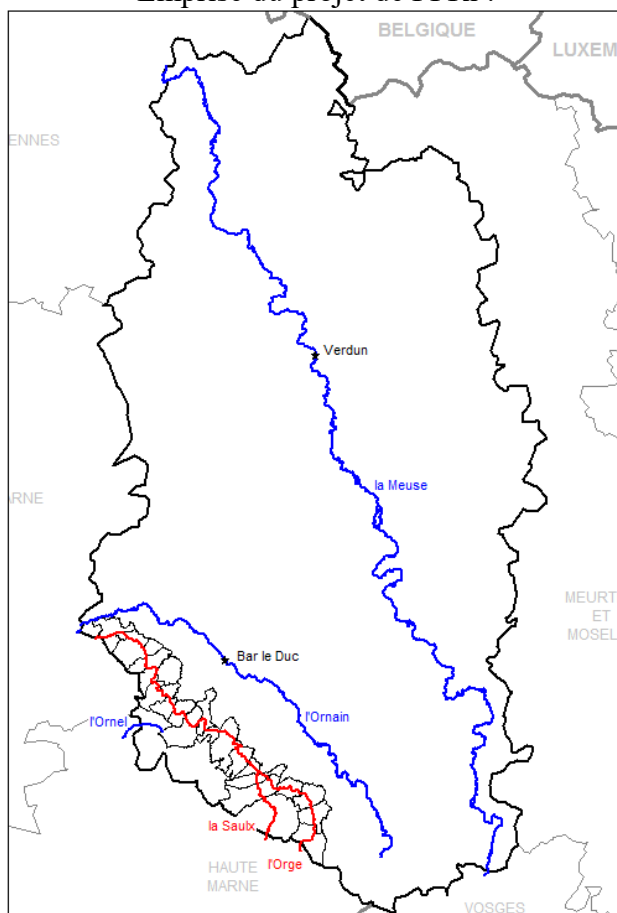 BELGIQUE
LUXEM
ENNES
Verdun
la Meuse
ARNE
MEURT
ET
MOSEL
Bar le Duc
l'Ornain
l'Ornel
la Saulx
l'Orge
HAUTE
MARNE
VOSGES